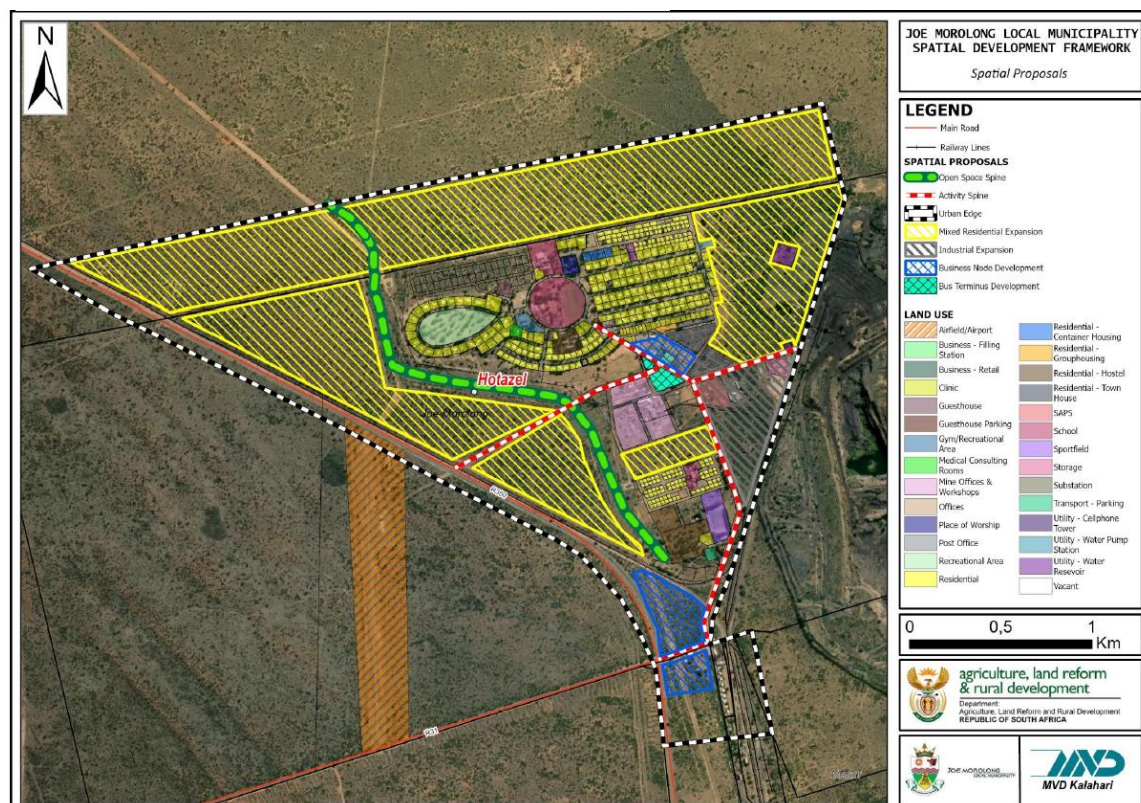 JOE MOROLONG LOCAL MUNICIPALITY
SPATIAL DEVELOPMENT FRAMEWORK
Spatial Proposals
N
LEGEND
Main Road
Railway Lines
SPATIAL PROPOSALS
Open Space Spine
Activity Spine
Urban Edge
Mixed Residential Expansion
Industrial Expansion
Business Node Development
Bus Terminus Development
LAND USE
Airfield/Airport
Business - Filling
Station
Business - Retail
Clinic
Guesthouse
Guesthouse Parking
Gym/Recreational
Area
Medical Consulting
Rooms
Mine Offices &
Workshops
Offices
Place of Worship
Post Office
Recreational Area
Residential
Residential -
Container Housing
Residential -
Grouphousing
Residential - Hostel
Residential - Town
House
SAPS
School
Sportfield
Storage
Substation
Transport - Parking
Utility - Cellphone
Tower
Utility - Water Pump
Station
Utility - Water
Resevoir
Vacant
Hotazel
Joe Morolong
R380
R31
0 0,5 1
Km
agriculture, land reform
& rural development
Department:
Agriculture, Land Reform and Rural Development
REPUBLIC OF SOUTH AFRICA
JOE MOROLONG
LOCAL MUNICIPALITY
MVD Kalahari